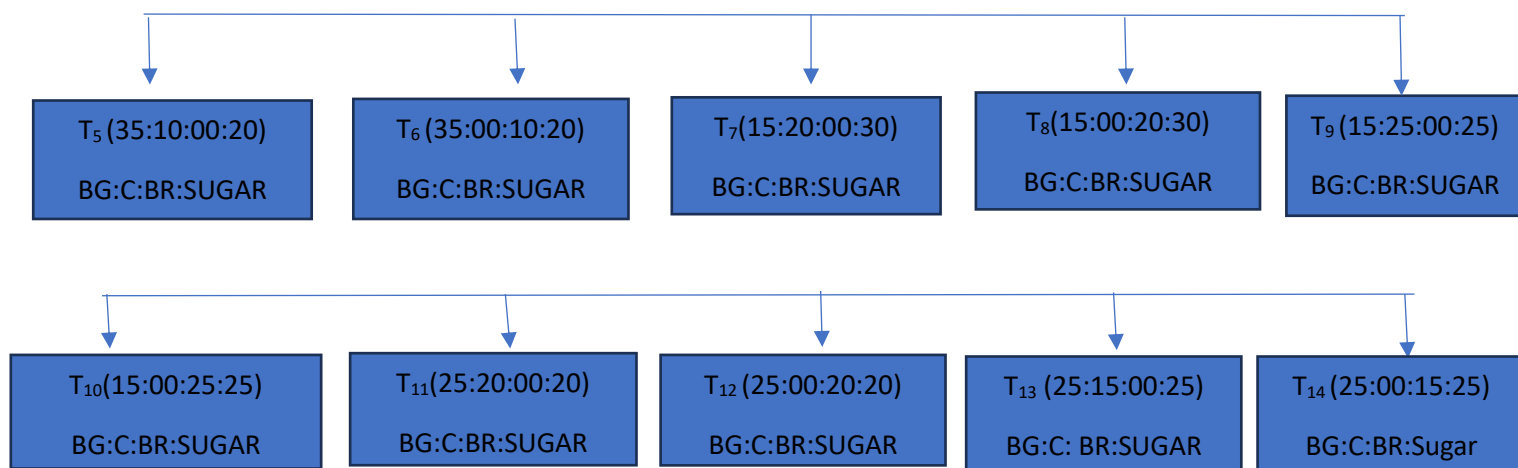 T₅ (35:10:00:20)
BG:C:BR:SUGAR
T₆ (35:00:10:20)
BG:C:BR:SUGAR
T₇(15:20:00:30)
BG:C:BR:SUGAR
T₈(15:00:20:30)
BG:C:BR:SUGAR
T₉ (15:25:00:25)
BG:C:BR:SUGAR
T₁₀(15:00:25:25)
BG:C:BR:SUGAR
T₁₁(25:20:00:20)
BG:C:BR:SUGAR
T₁₂ (25:00:20:20)
BG:C:BR:SUGAR
T₁₃ (25:15:00:25)
BG:C: BR:SUGAR
T₁₄ (25:00:15:25)
BG:C:BR:Sugar